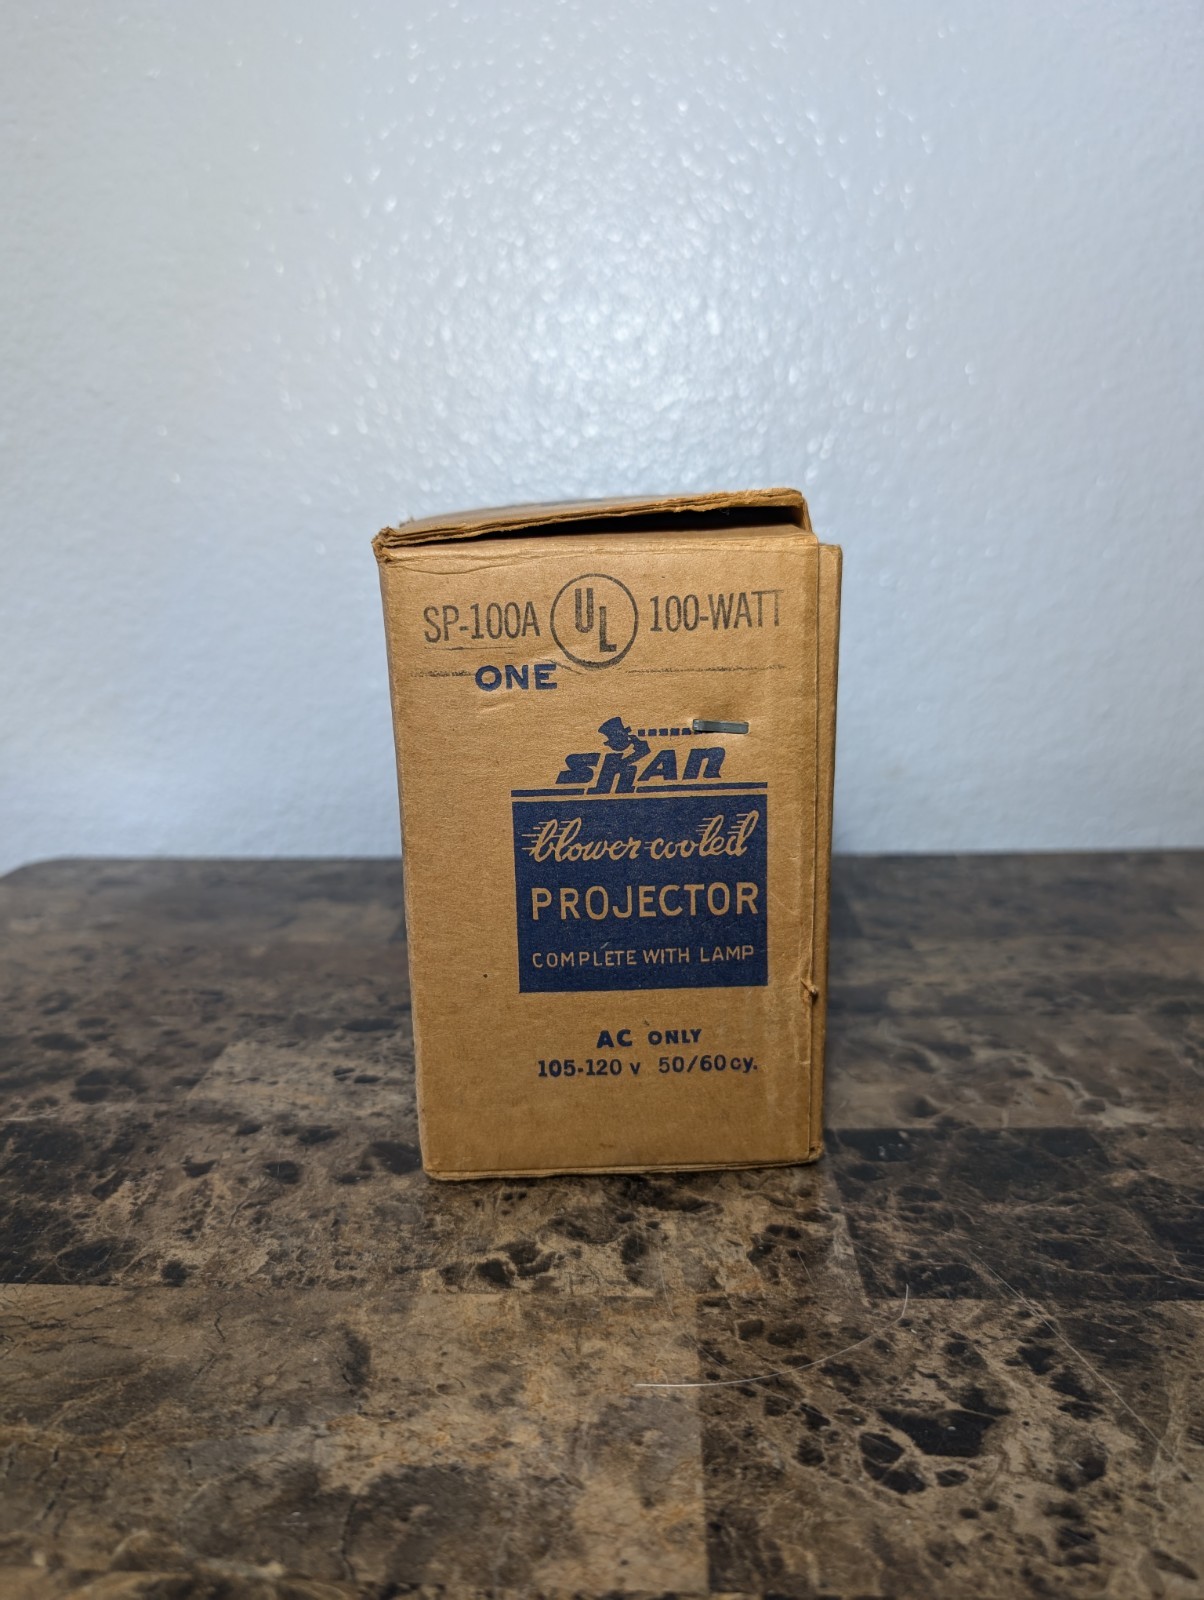 SP-100A UL 100-WATT
ONE
SKAN
blower-cooled
PROJECTOR
COMPLETE WITH LAMP
AC ONLY
105-120 v 50/60 cy.